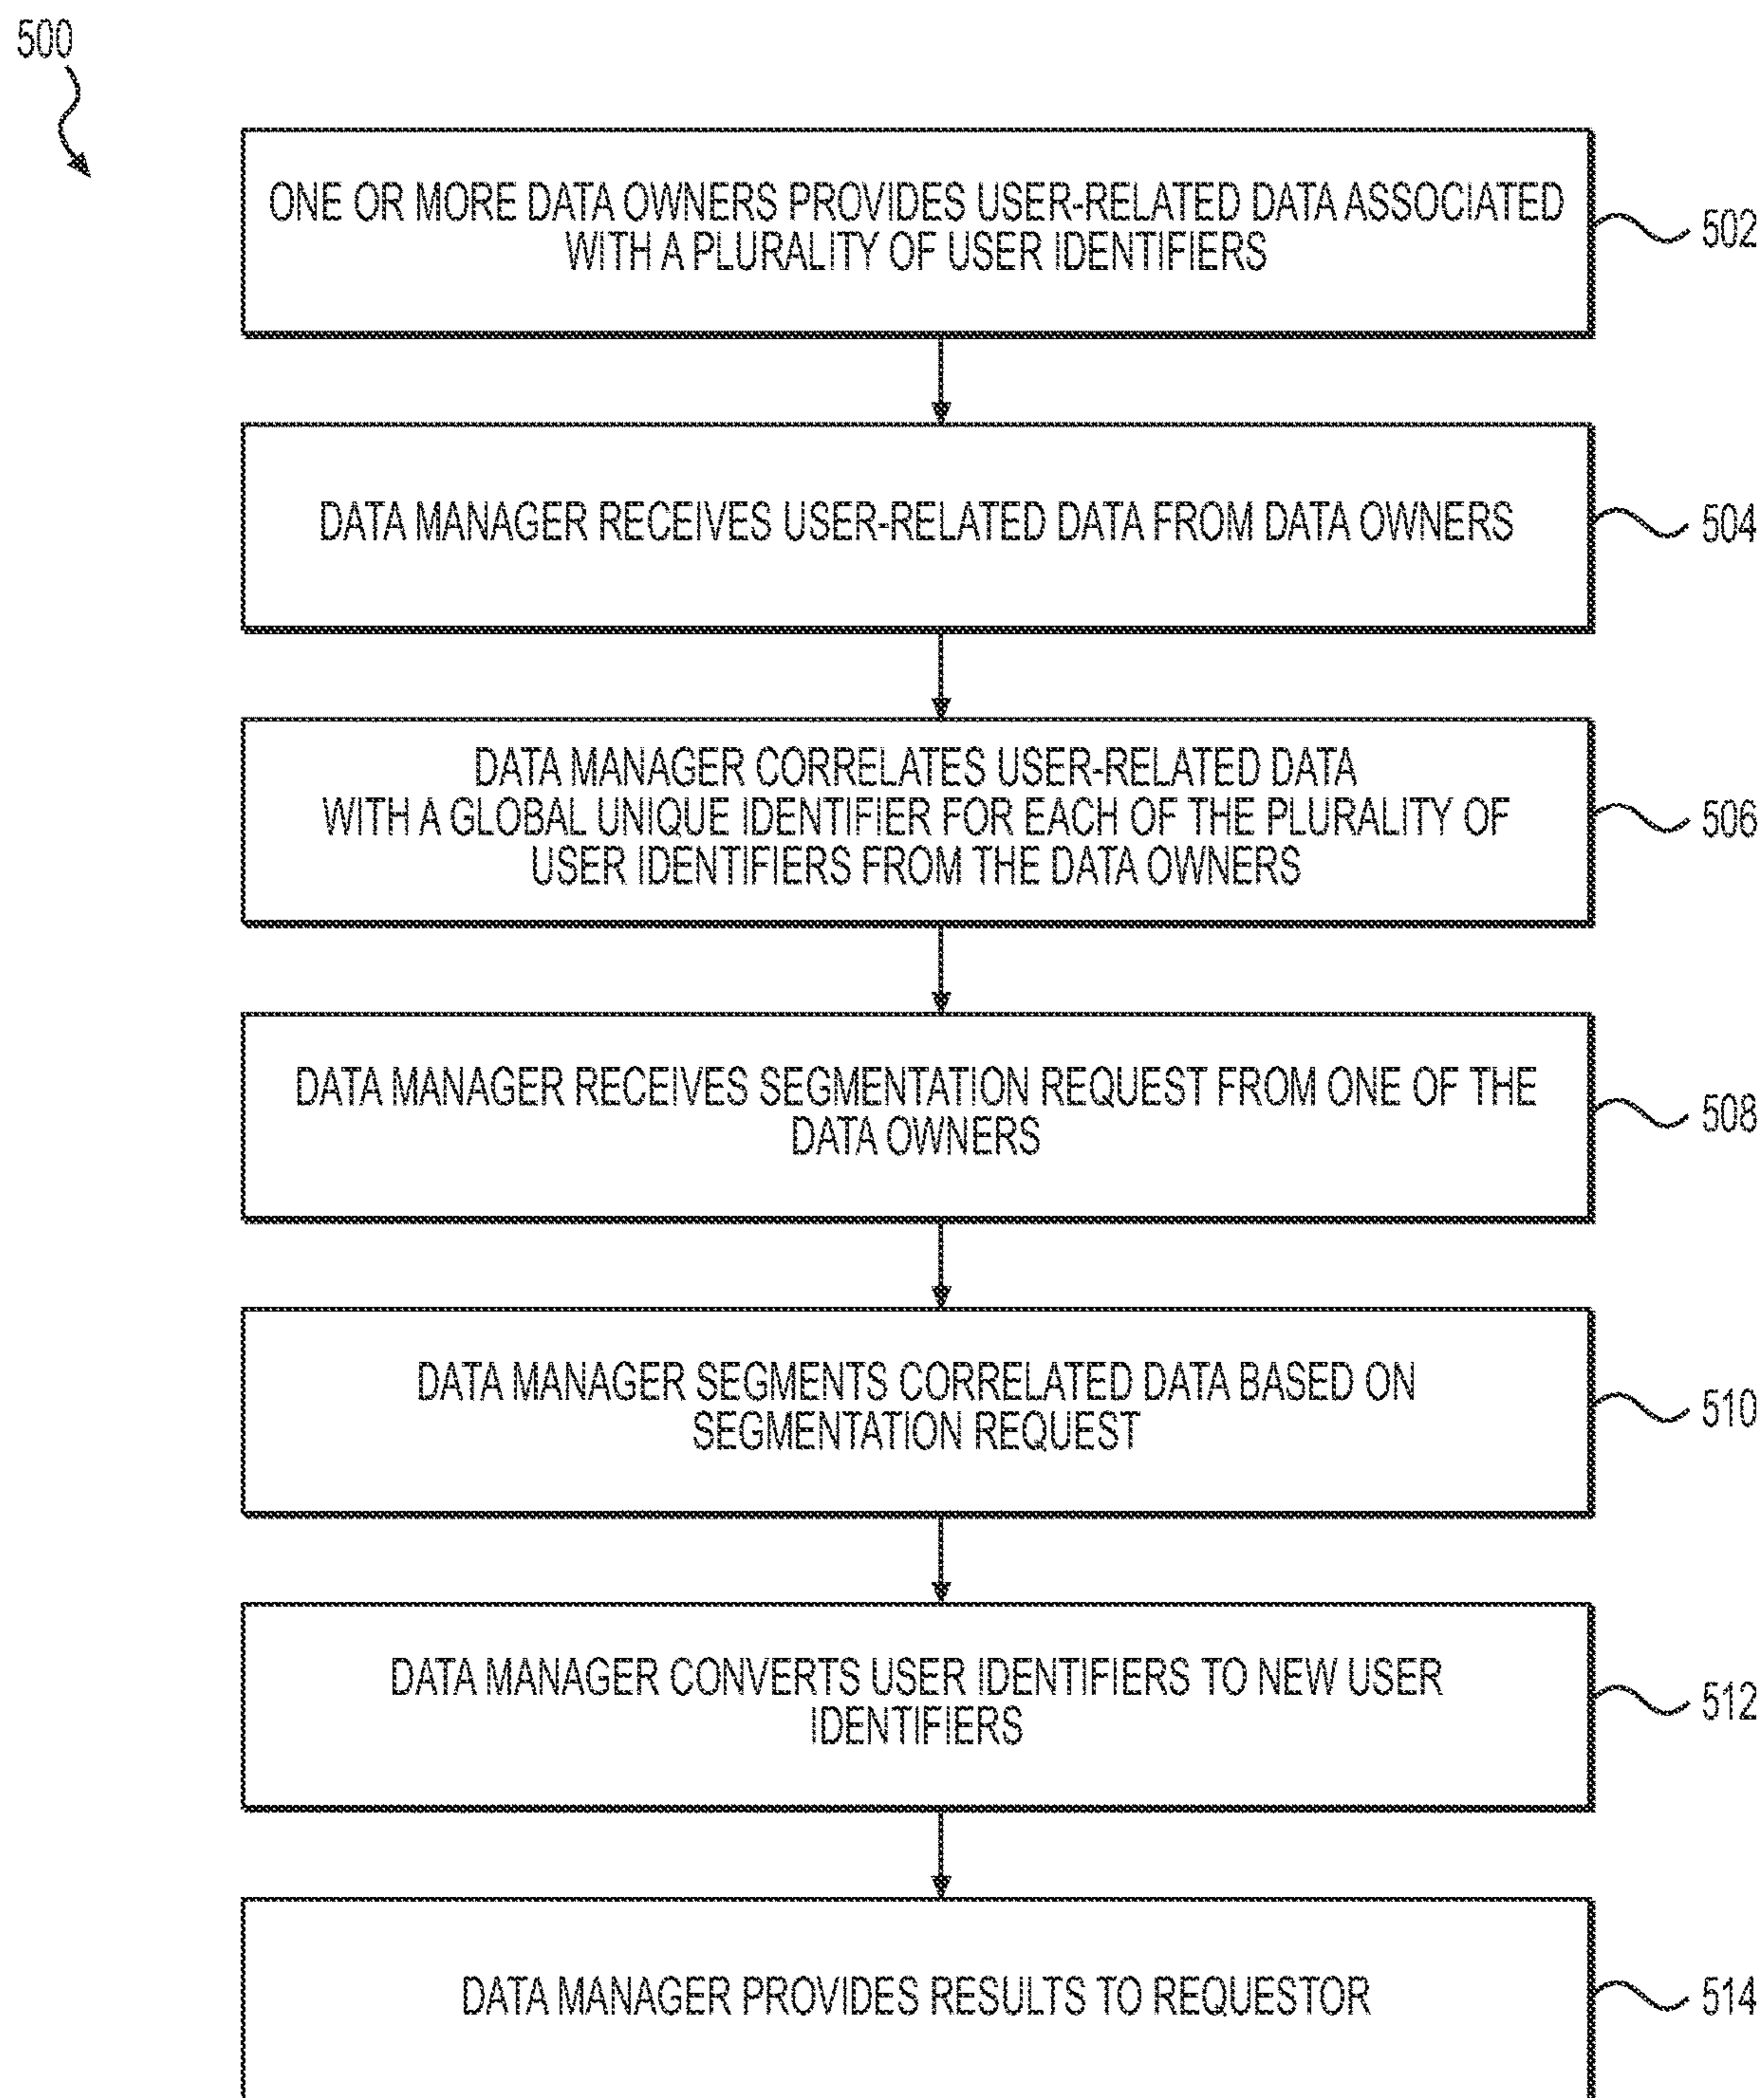 500
ONE OR MORE DATA OWNERS PROVIDES USER-RELATED DATA ASSOCIATED
WITH A PLURALITY OF USER IDENTIFIERS
502
DATA MANAGER RECEIVES USER-RELATED DATA FROM DATA OWNERS
504
DATA MANAGER CORRELATES USER-RELATED DATA
WITH A GLOBAL UNIQUE IDENTIFIER FOR EACH OF THE PLURALITY OF
USER IDENTIFIERS FROM THE DATA OWNERS
506
DATA MANAGER RECEIVES SEGMENTATION REQUEST FROM ONE OF THE
DATA OWNERS
508
DATA MANAGER SEGMENTS CORRELATED DATA BASED ON
SEGMENTATION REQUEST
510
DATA MANAGER CONVERTS USER IDENTIFIERS TO NEW USER
IDENTIFIERS
512
DATA MANAGER PROVIDES RESULTS TO REQUESTOR
514